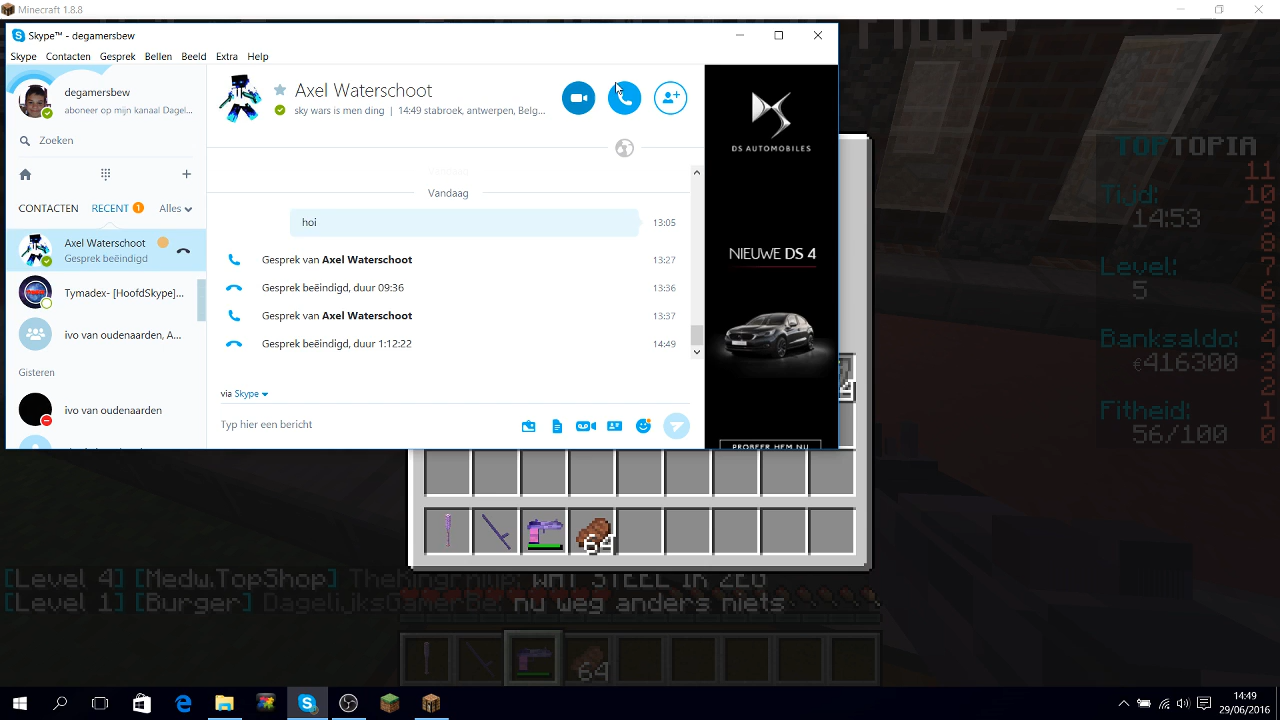 Minecraft 1.8.8
Skype™ - degamersbew
Skype Contacten Gesprek Bellen Beeld Extra Help
degamersbew
aboneer op mijn kanaal Dagel...
Zoeken
CONTACTEN RECENT 1 Alles
Axel Waterschoot
Gesprek beëindigd
Tymadex- [HoofdSkype]...
ivo van oudenaarden, A...
Gisteren
ivo van oudenaarden
Axel Waterschoot
sky wars is men ding | 14:49 stabroek, antwerpen, Belg...
Vandaag
hoi 13:05
Gesprek van Axel Waterschoot 13:27
Gesprek beëindigd, duur 09:36 13:36
Gesprek van Axel Waterschoot 13:37
Gesprek beëindigd, duur 1:12:22 14:49
via Skype
Typ hier een bericht
DS AUTOMOBILES
NIEUWE DS 4
PROBEER HEM NU
TOPTOPIA
11
Tijd: 10
14:53 9
8
Level: 7
5 6
5
Banksaldo: 4
€416300 3
2
Fitheid: 1
56/100 0
64
[Level 4] [Medw.TopShop] WAT STEEL IK ZEG
[Level 1] [Burger] DagelijksGamerbe: nu weg anders niets
64
14:49
29/06/2016